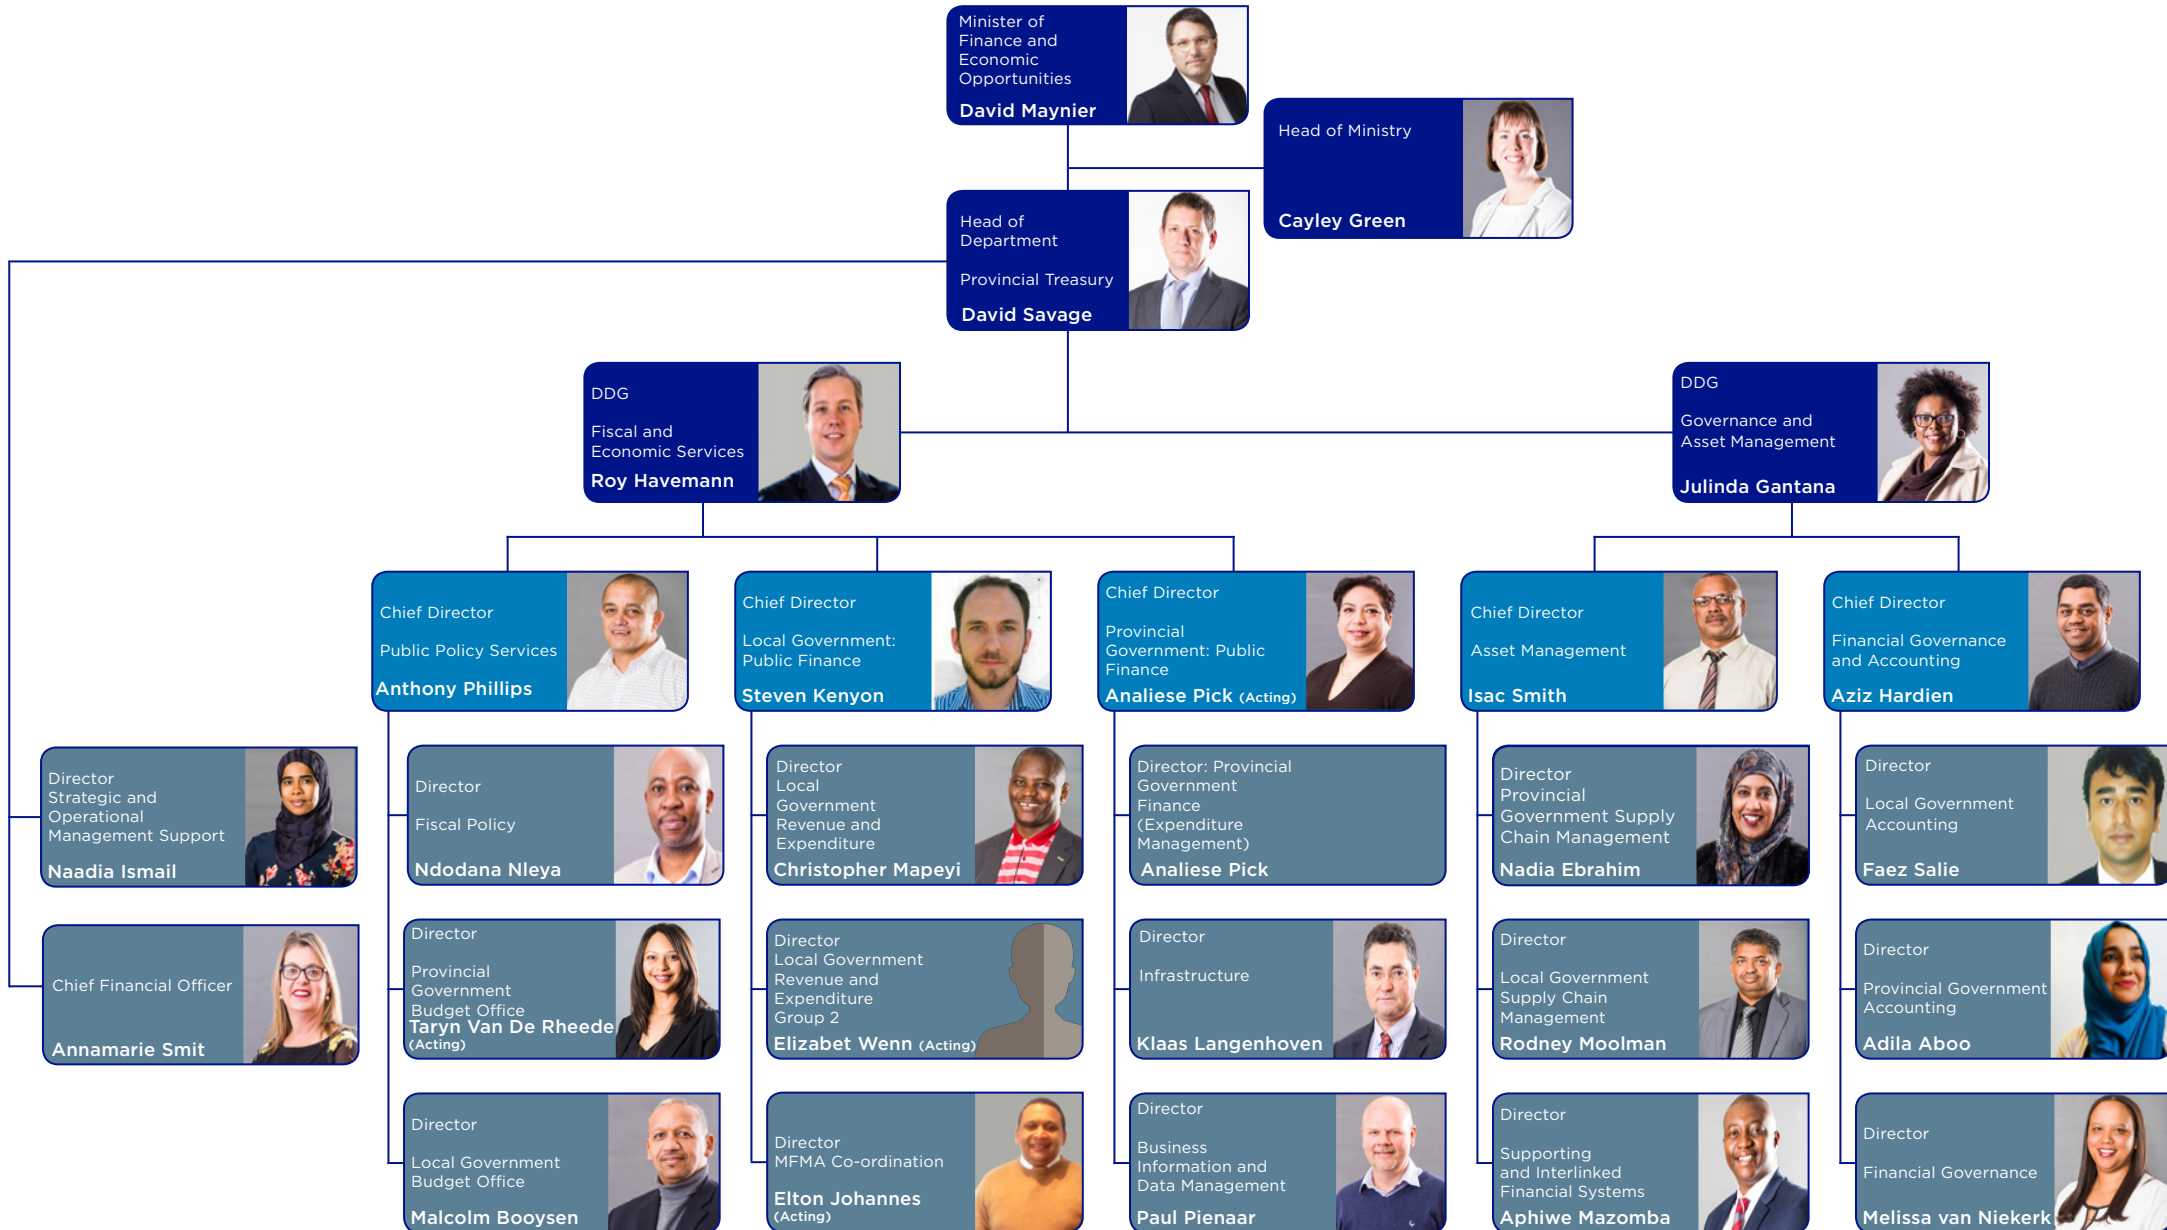 Minister of
Finance and
Economic
Opportunities
David Maynier
Head of Ministry
Cayley Green
Head of
Department
Provincial Treasury
David Savage
DDG
Fiscal and
Economic Services
Roy Havemann
DDG
Governance and
Asset Management
Julinda Gantana
Chief Director
Public Policy Services
Anthony Phillips
Chief Director
Local Government:
Public Finance
Steven Kenyon
Chief Director
Provincial
Government: Public
Finance
Analiese Pick (Acting)
Chief Director
Asset Management
Isac Smith
Chief Director
Financial Governance
and Accounting
Aziz Hardien
Director
Strategic and
Operational
Management Support
Naadia Ismail
Director
Fiscal Policy
Ndodana Nleya
Director
Local
Government
Revenue and
Expenditure
Christopher Mapeyi
Director: Provincial
Government
Finance
(Expenditure
Management)
Analiese Pick
Director
Provincial
Government Supply
Chain Management
Nadia Ebrahim
Director
Local Government
Accounting
Faez Salie
Chief Financial Officer
Annamarie Smit
Director
Provincial
Government
Budget Office
Taryn Van De Rheede
(Acting)
Director
Local Government
Revenue and
Expenditure
Group 2
Elizabet Wenn (Acting)
Director
Infrastructure
Klaas Langenhoven
Director
Local Government
Supply Chain
Management
Rodney Moolman
Director
Provincial Government
Accounting
Adila Aboo
Director
Local Government
Budget Office
Malcolm Booysen
Director
MFMA Co-ordination
Elton Johannes
(Acting)
Director
Business
Information and
Data Management
Paul Pienaar
Director
Supporting
and Interlinked
Financial Systems
Aphiwe Mazomba
Director
Financial Governance
Melissa van Niekerk